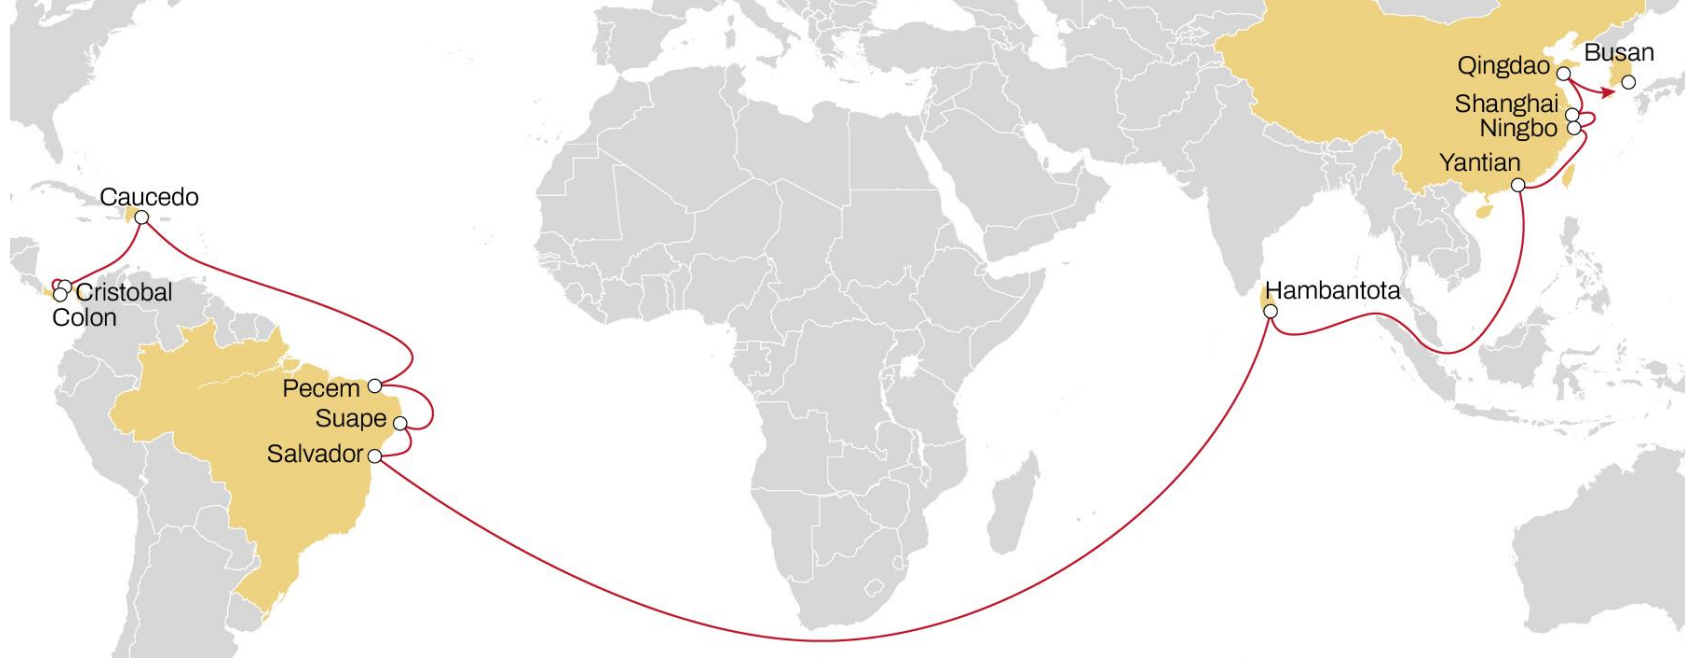 Busan
Qingdao
Shanghai
Ningbo
Yantian
Caucedo
Hambantota
Cristobal
Colon
Pecem
Suape
Salvador